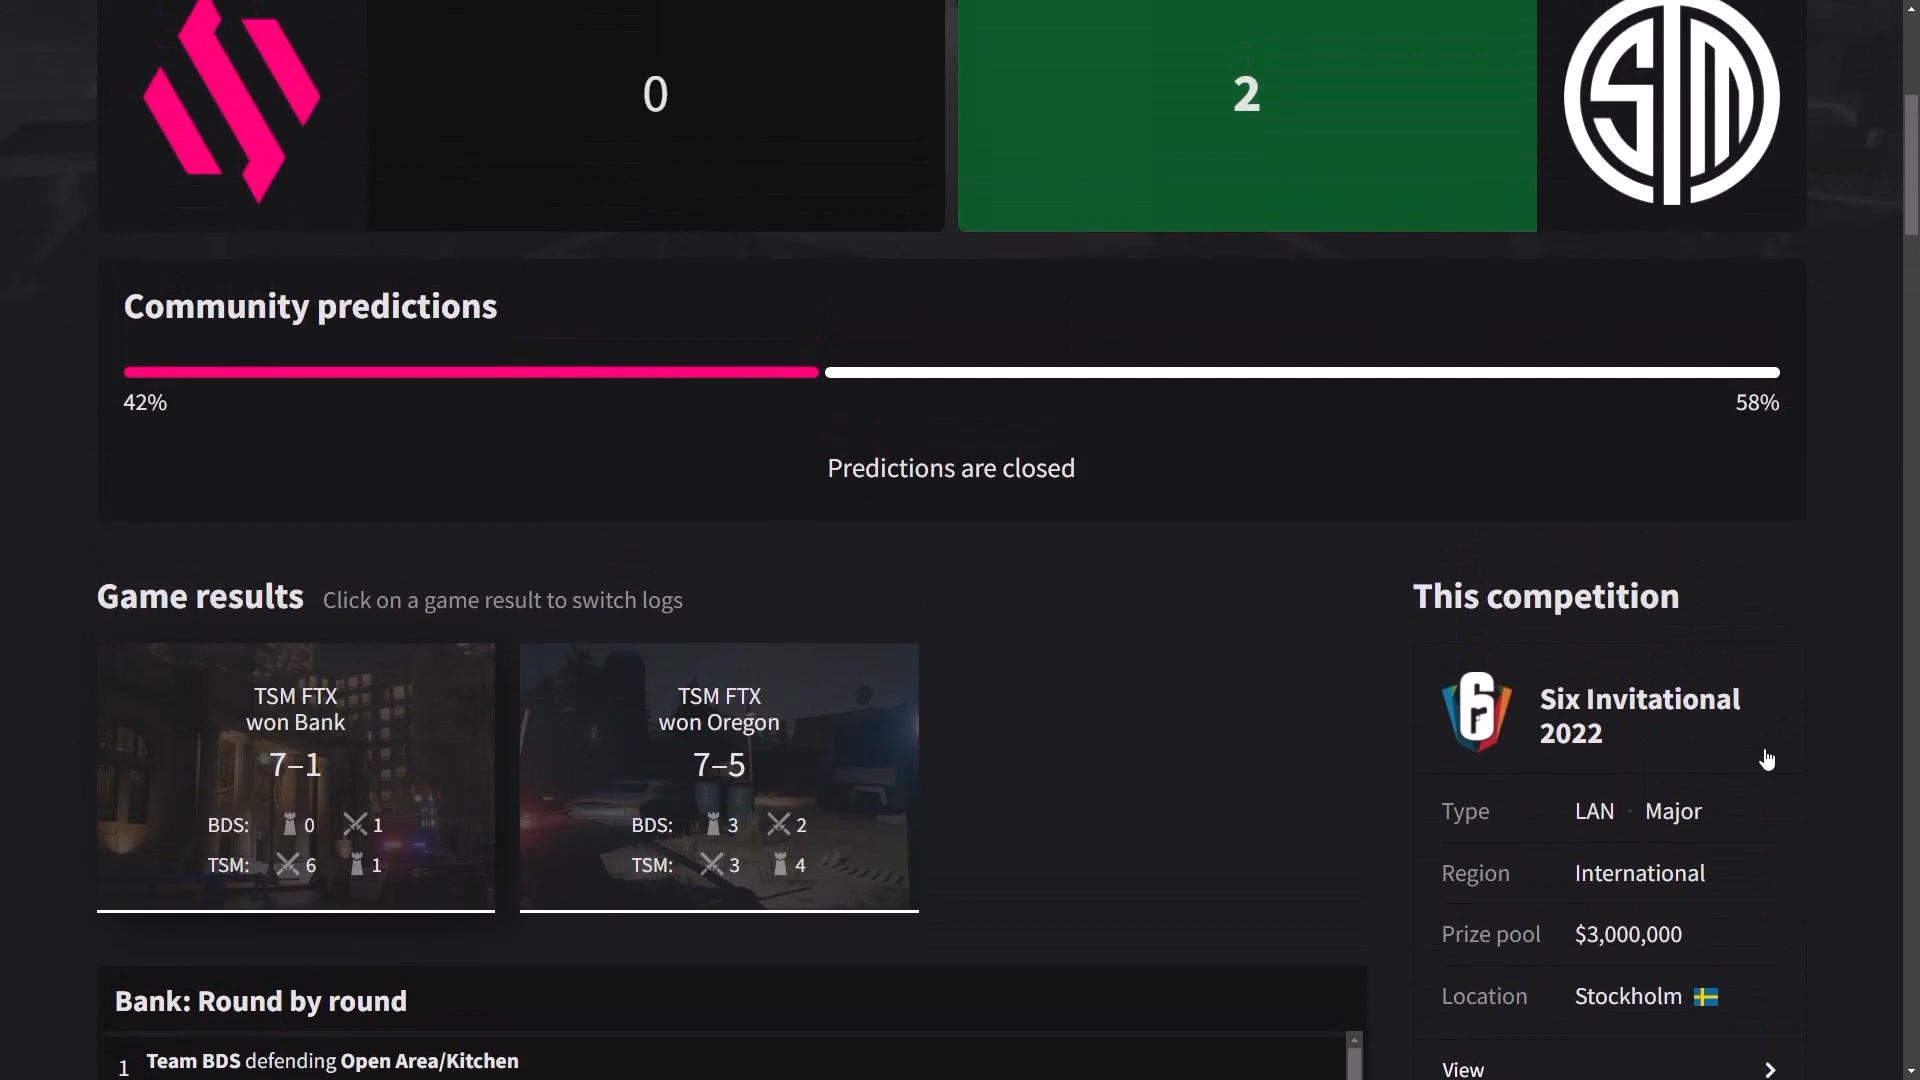 0
2
TSM
Community predictions
42%
58%
Predictions are closed
Game results
Click on a game result to switch logs
This competition
TSM FTX
won Bank
7–1
BDS: 0 1
TSM: 6 1
TSM FTX
won Oregon
7–5
BDS: 3 2
TSM: 3 4
6
Six Invitational
2022
Type LAN · Major
Region International
Prize pool $3,000,000
Location Stockholm
View
Bank: Round by round
1 Team BDS defending Open Area/Kitchen